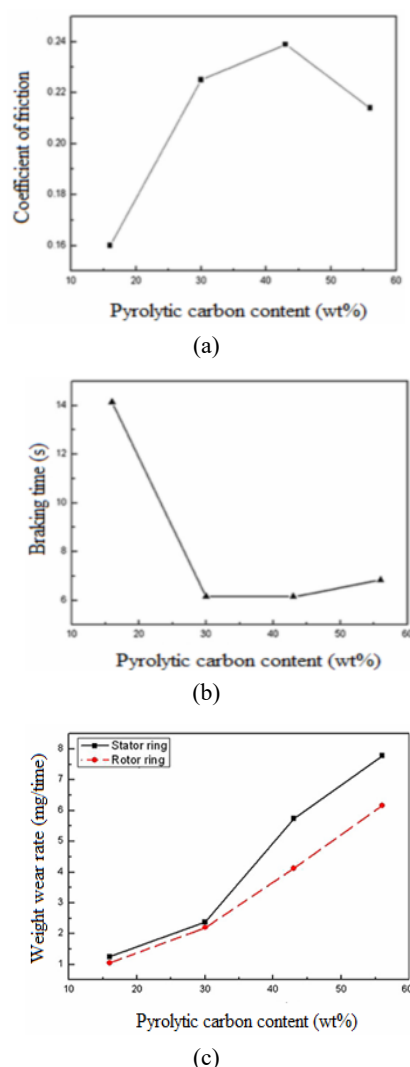 0.24
0.22
0.20
0.18
0.16
Coefficient of friction
10 20 30 40 50 60
Pyrolytic carbon content (wt%)
(a)
14
12
10
8
6
Braking time (s)
10 20 30 40 50 60
Pyrolytic carbon content (wt%)
(b)
Stator ring
Rotor ring
8
7
6
5
4
3
2
1
Weight wear rate (mg/time)
10 20 30 40 50 60
Pyrolytic carbon content (wt%)
(c)